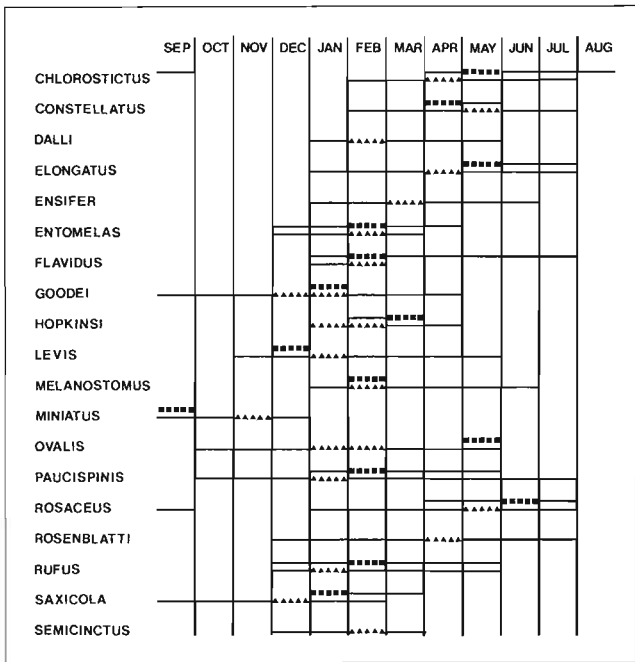 SEP OCT NOV DEC JAN FEB MAR APR MAY JUN JUL AUG
CHLOROSTICTUS
CONSTELLATUS
DALLI
ELONGATUS
ENSIFER
ENTOMELAS
FLAVIDUS
GOODEI
HOPKINSI
LEVIS
MELANOSTOMUS
MINIATUS
OVALIS
PAUCISPINIS
ROSACEUS
ROSENBLATTI
RUFUS
SAXICOLA
SEMICINCTUS